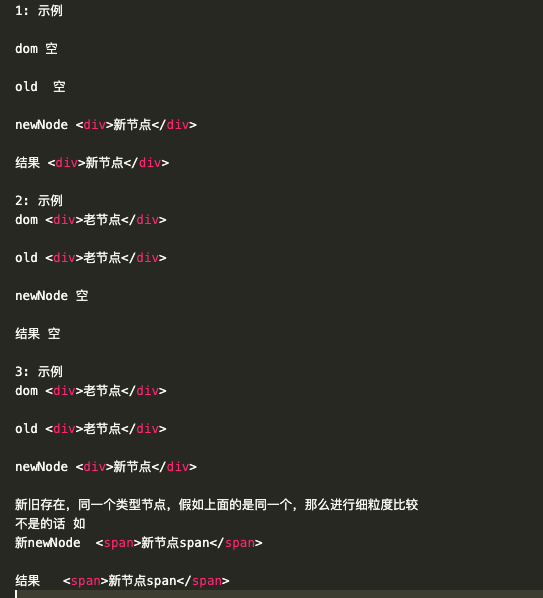 1: 示例
dom 空
old  空
newNode <div>新节点</div>
结果 <div>新节点</div>
2: 示例
dom <div>老节点</div>
old <div>老节点</div>
newNode 空
结果 空
3: 示例
dom <div>老节点</div>
old <div>老节点</div>
newNode <div>新节点</div>
新旧存在，同一个类型节点，假如上面的是同一个，那么进行细粒度比较
不是的话 如
新newNode  <span>新节点span</span>
结果   <span>新节点span</span>